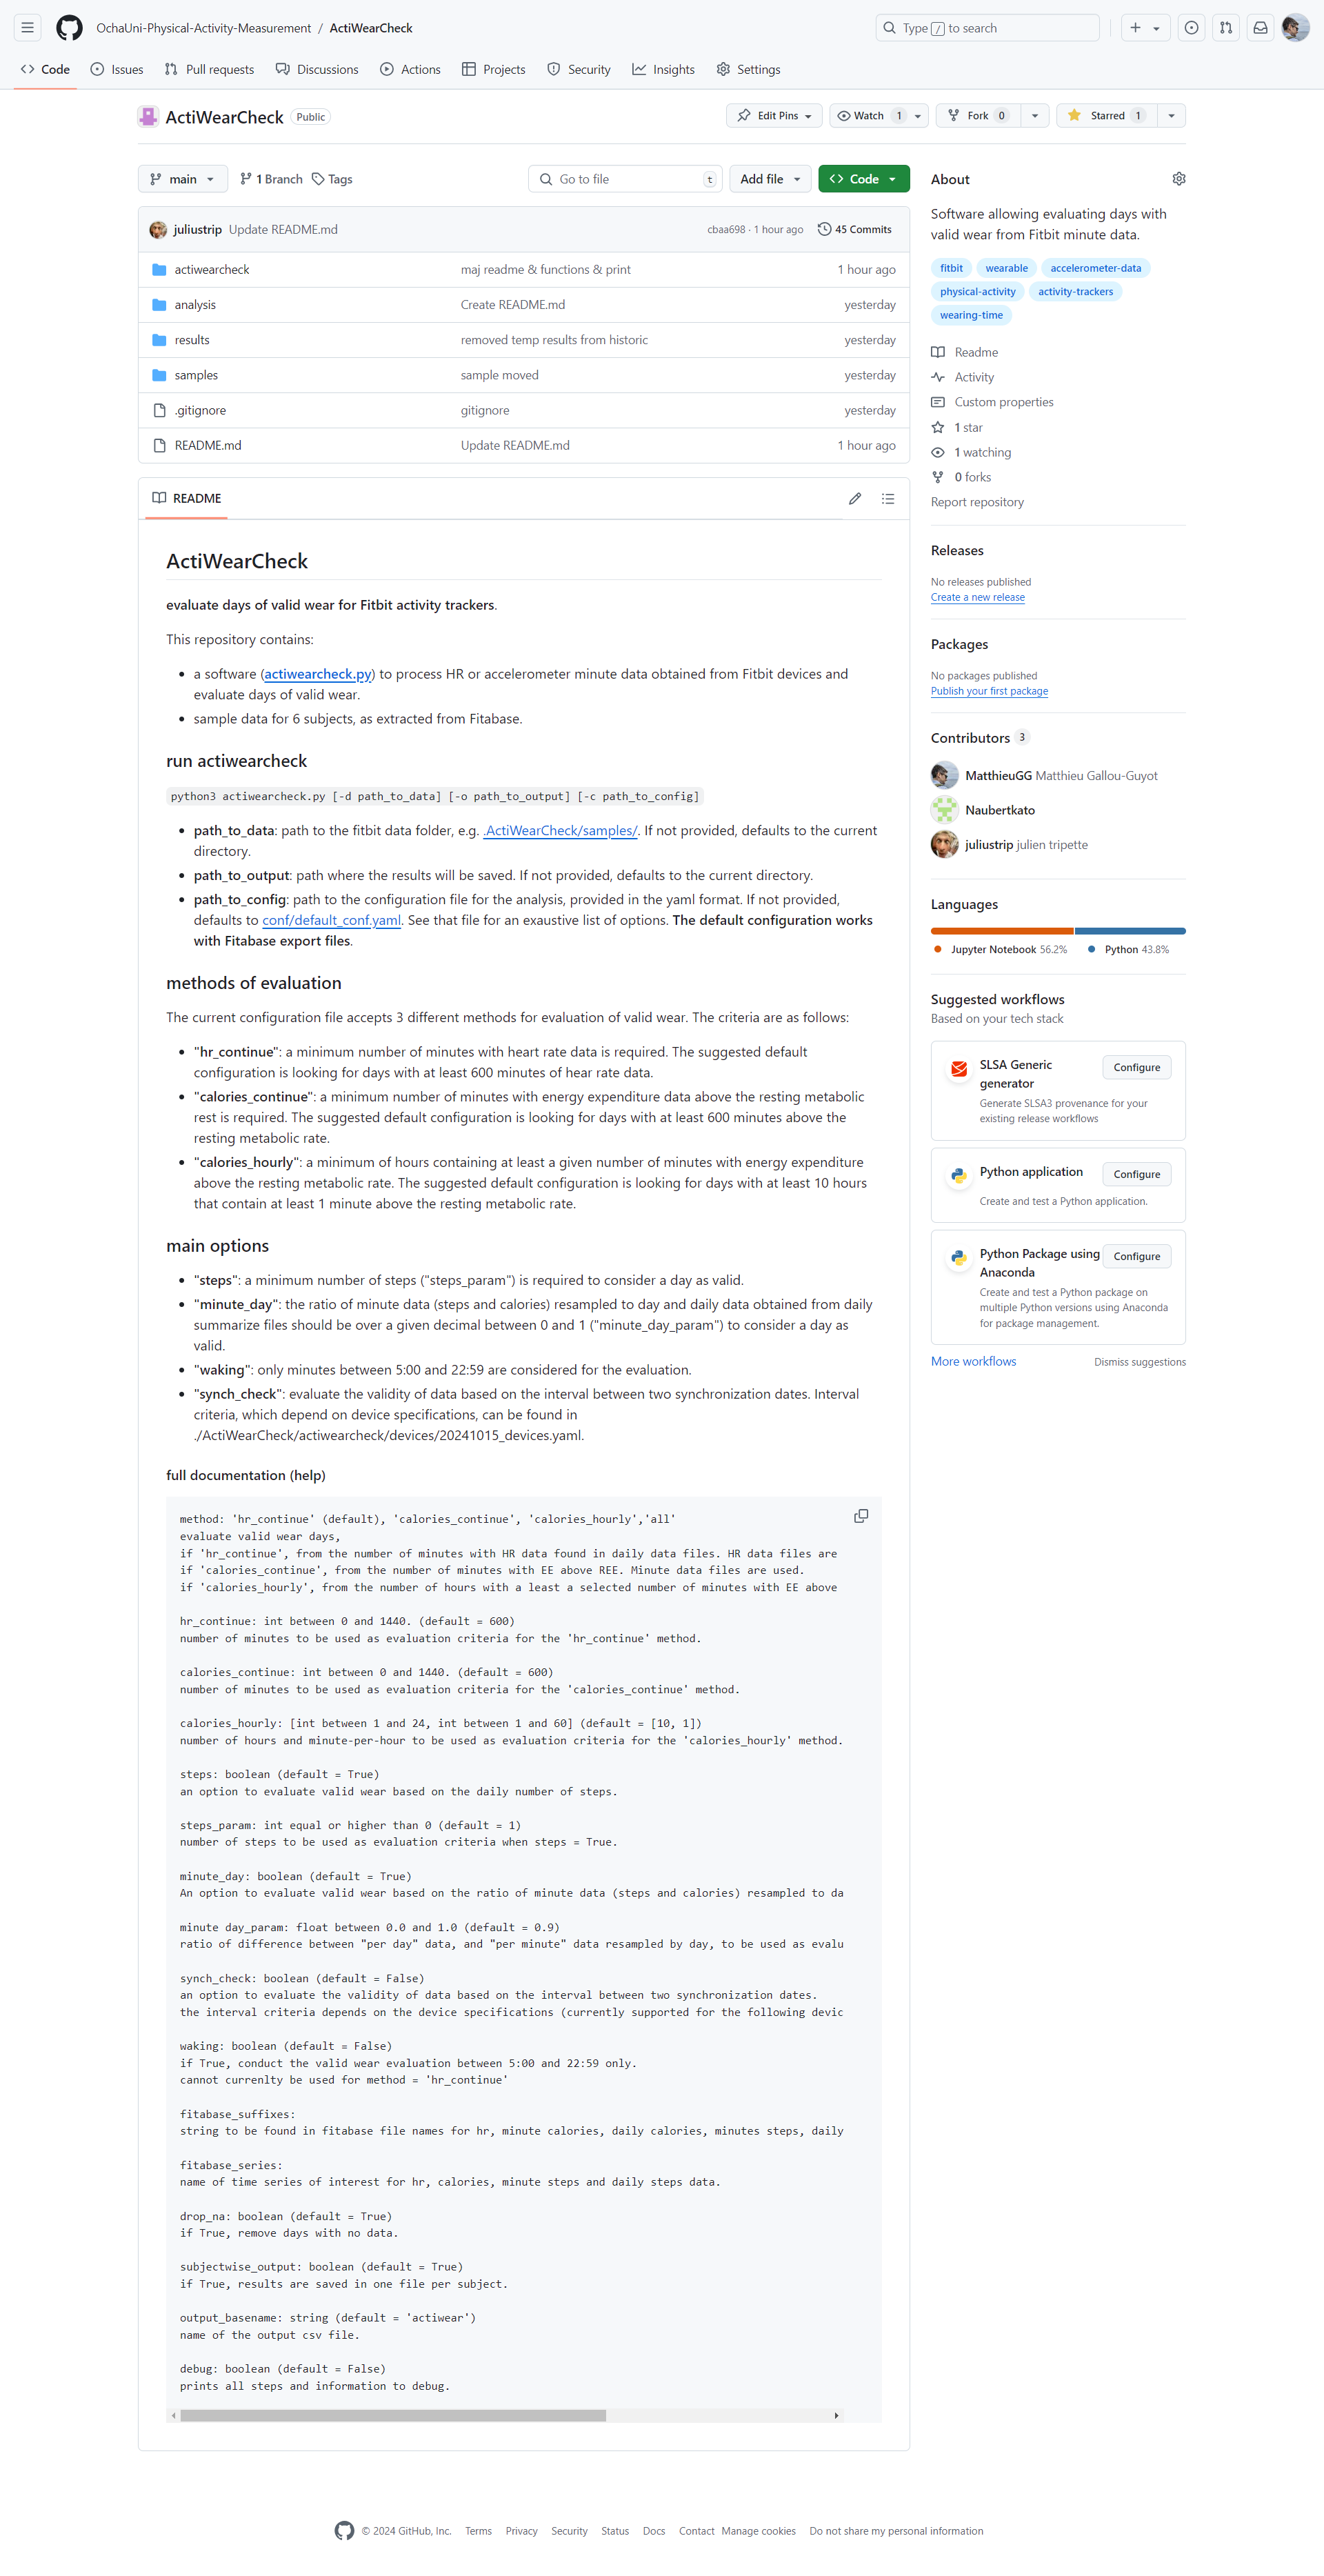 OchaUni-Physical-Activity-Measurement / ActiWearCheck
Type / to search
Code
Issues
Pull requests
Discussions
Actions
Projects
Security
Insights
Settings
ActiWearCheck
Public
Edit Pins
Watch 1
Fork 0
Starred 1
main
1 Branch
Tags
Go to file
t
Add file
Code
juliustrip Update README.md
cbaa698 · 1 hour ago
45 Commits
actiwearcheck maj readme & functions & print 1 hour ago
analysis Create README.md yesterday
results removed temp results from historic yesterday
samples sample moved yesterday
.gitignore gitignore yesterday
README.md Update README.md 1 hour ago
README
ActiWearCheck
evaluate days of valid wear for Fitbit activity trackers.
This repository contains:
• a software (actiwearcheck.py) to process HR or accelerometer minute data obtained from Fitbit devices and
evaluate days of valid wear.
• sample data for 6 subjects, as extracted from Fitabase.
run actiwearcheck
python3 actiwearcheck.py [-d path_to_data] [-o path_to_output] [-c path_to_config]
• path_to_data: path to the fitbit data folder, e.g. .ActiWearCheck/samples/. If not provided, defaults to the current
directory.
• path_to_output: path where the results will be saved. If not provided, defaults to the current directory.
• path_to_config: path to the configuration file for the analysis, provided in the yaml format. If not provided,
defaults to conf/default_conf.yaml. See that file for an exaustive list of options. The default configuration works
with Fitabase export files.
methods of evaluation
The current configuration file accepts 3 different methods for evaluation of valid wear. The criteria are as follows:
• "hr_continue": a minimum number of minutes with heart rate data is required. The suggested default
configuration is looking for days with at least 600 minutes of hear rate data.
• "calories_continue": a minimum number of minutes with energy expenditure data above the resting metabolic
rest is required. The suggested default configuration is looking for days with at least 600 minutes above the
resting metabolic rate.
• "calories_hourly": a minimum of hours containing at least a given number of minutes with energy expenditure
above the resting metabolic rate. The suggested default configuration is looking for days with at least 10 hours
that contain at least 1 minute above the resting metabolic rate.
main options
• "steps": a minimum number of steps ("steps_param") is required to consider a day as valid.
• "minute_day": the ratio of minute data (steps and calories) resampled to day and daily data obtained from daily
summarize files should be over a given decimal between 0 and 1 ("minute_day_param") to consider a day as
valid.
• "waking": only minutes between 5:00 and 22:59 are considered for the evaluation.
• "synch_check": evaluate the validity of data based on the interval between two synchronization dates. Interval
criteria, which depend on device specifications, can be found in
./ActiWearCheck/actiwearcheck/devices/20241015_devices.yaml.
full documentation (help)
method: 'hr_continue' (default), 'calories_continue', 'calories_hourly','all'
evaluate valid wear days,
if 'hr_continue', from the number of minutes with HR data found in daily data files. HR data files are
if 'calories_continue', from the number of minutes with EE above REE. Minute data files are used.
if 'calories_hourly', from the number of hours with a least a selected number of minutes with EE above
hr_continue: int between 0 and 1440. (default = 600)
number of minutes to be used as evaluation criteria for the 'hr_continue' method.
calories_continue: int between 0 and 1440. (default = 600)
number of minutes to be used as evaluation criteria for the 'calories_continue' method.
calories_hourly: [int between 1 and 24, int between 1 and 60] (default = [10, 1])
number of hours and minute-per-hour to be used as evaluation criteria for the 'calories_hourly' method.
steps: boolean (default = True)
an option to evaluate valid wear based on the daily number of steps.
steps_param: int equal or higher than 0 (default = 1)
number of steps to be used as evaluation criteria when steps = True.
minute_day: boolean (default = True)
An option to evaluate valid wear based on the ratio of minute data (steps and calories) resampled to da
minute day_param: float between 0.0 and 1.0 (default = 0.9)
ratio of difference between "per day" data, and "per minute" data resampled by day, to be used as evalu
synch_check: boolean (default = False)
an option to evaluate the validity of data based on the interval between two synchronization dates.
the interval criteria depends on the device specifications (currently supported for the following devic
waking: boolean (default = False)
if True, conduct the valid wear evaluation between 5:00 and 22:59 only.
cannot currenlty be used for method = 'hr_continue'
fitabase_suffixes:
string to be found in fitabase file names for hr, minute calories, daily calories, minutes steps, daily
fitabase_series:
name of time series of interest for hr, calories, minute steps and daily steps data.
drop_na: boolean (default = True)
if True, remove days with no data.
subjectwise_output: boolean (default = True)
if True, results are saved in one file per subject.
output_basename: string (default = 'actiwear')
name of the output csv file.
debug: boolean (default = False)
prints all steps and information to debug.
About
Software allowing evaluating days with
valid wear from Fitbit minute data.
fitbit wearable accelerometer-data
physical-activity activity-trackers
wearing-time
Readme
Activity
Custom properties
1 star
1 watching
0 forks
Report repository
Releases
No releases published
Create a new release
Packages
No packages published
Publish your first package
Contributors 3
MatthieuGG Matthieu Gallou-Guyot
Naubertkato
juliustrip julien tripette
Languages
Jupyter Notebook 56.2% Python 43.8%
Suggested workflows
Based on your tech stack
SLSA Generic
generator
Configure
Generate SLSA3 provenance for your
existing release workflows
Python application
Configure
Create and test a Python application.
Python Package using
Anaconda
Configure
Create and test a Python package on
multiple Python versions using Anaconda
for package management.
More workflows
Dismiss suggestions
© 2024 GitHub, Inc. Terms Privacy Security Status Docs Contact Manage cookies Do not share my personal information